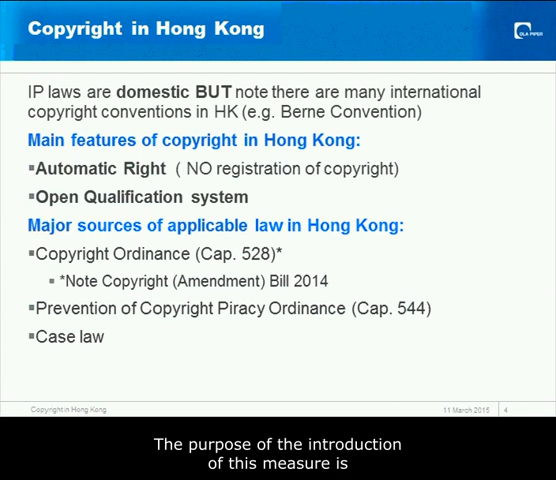 Copyright in Hong Kong
DLA PIPER
IP laws are domestic BUT note there are many international
copyright conventions in HK (e.g. Berne Convention)
Main features of copyright in Hong Kong:
▪Automatic Right ( NO registration of copyright)
▪Open Qualification system
Major sources of applicable law in Hong Kong:
▪Copyright Ordinance (Cap. 528)*
▪ *Note Copyright (Amendment) Bill 2014
▪Prevention of Copyright Piracy Ordinance (Cap. 544)
▪Case law
Copyright in Hong Kong 11 March 2015 4
The purpose of the introduction
of this measure is